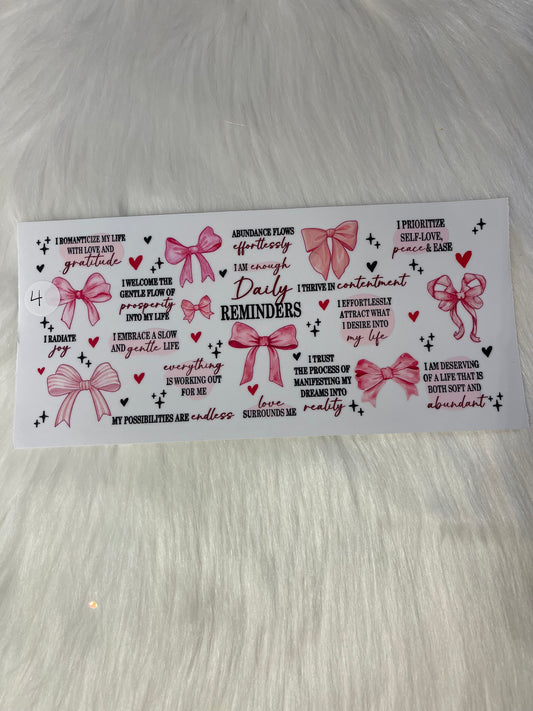 I ROMANTICIZE MY LIFE
WITH LOVE AND
gratitude
4
I WELCOME THE
GENTLE FLOW OF
prosperity
INTO MY LIFE
I RADIATE
joy
I EMBRACE A SLOW
AND gentle LIFE
everything
IS WORKING OUT
FOR ME
MY POSSIBILITIES ARE endless
ABUNDANCE FLOWS
effortlessly
I AM enough
Daily
REMINDERS
love
SURROUNDS ME
I THRIVE IN contentment
I TRUST
THE PROCESS OF
MANIFESTING MY
DREAMS INTO
reality
I EFFORTLESSLY
ATTRACT WHAT
I DESIRE INTO
my life
I PRIORITIZE
SELF-LOVE,
peace & EASE
I AM DESERVING
OF A LIFE THAT IS
BOTH SOFT AND
abundant